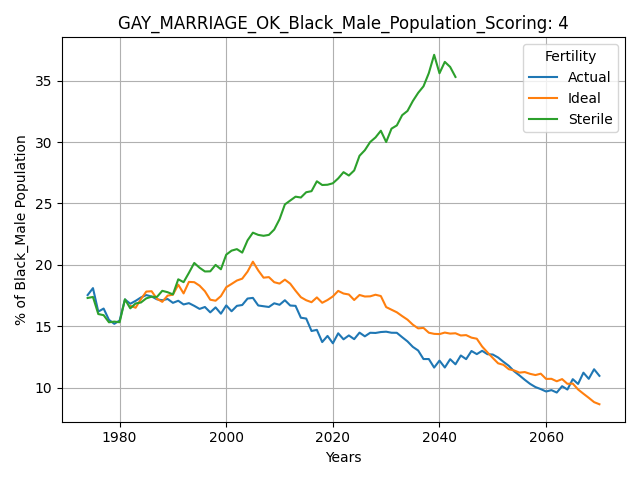 GAY_MARRIAGE_OK_Black_Male_Population_Scoring: 4
Fertility
Actual
Ideal
Sterile
% of Black_Male Population
35
30
25
20
15
10
1980
2000
2020
2040
2060
Years